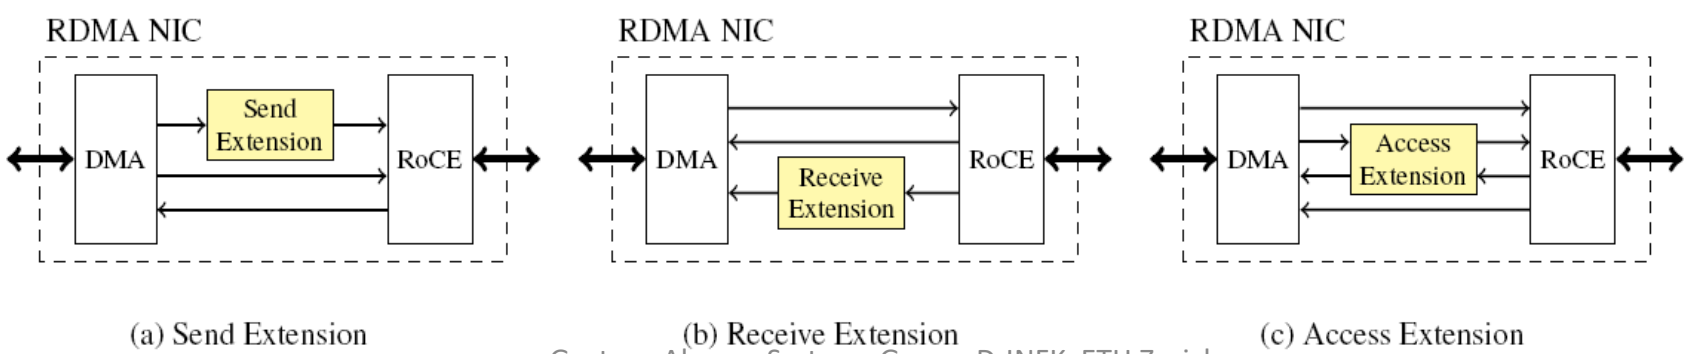 RDMA NIC
DMA
Send
Extension
RoCE
(a) Send Extension
RDMA NIC
DMA
Receive
Extension
RoCE
(b) Receive Extension
RDMA NIC
DMA
Access
Extension
RoCE
(c) Access Extension